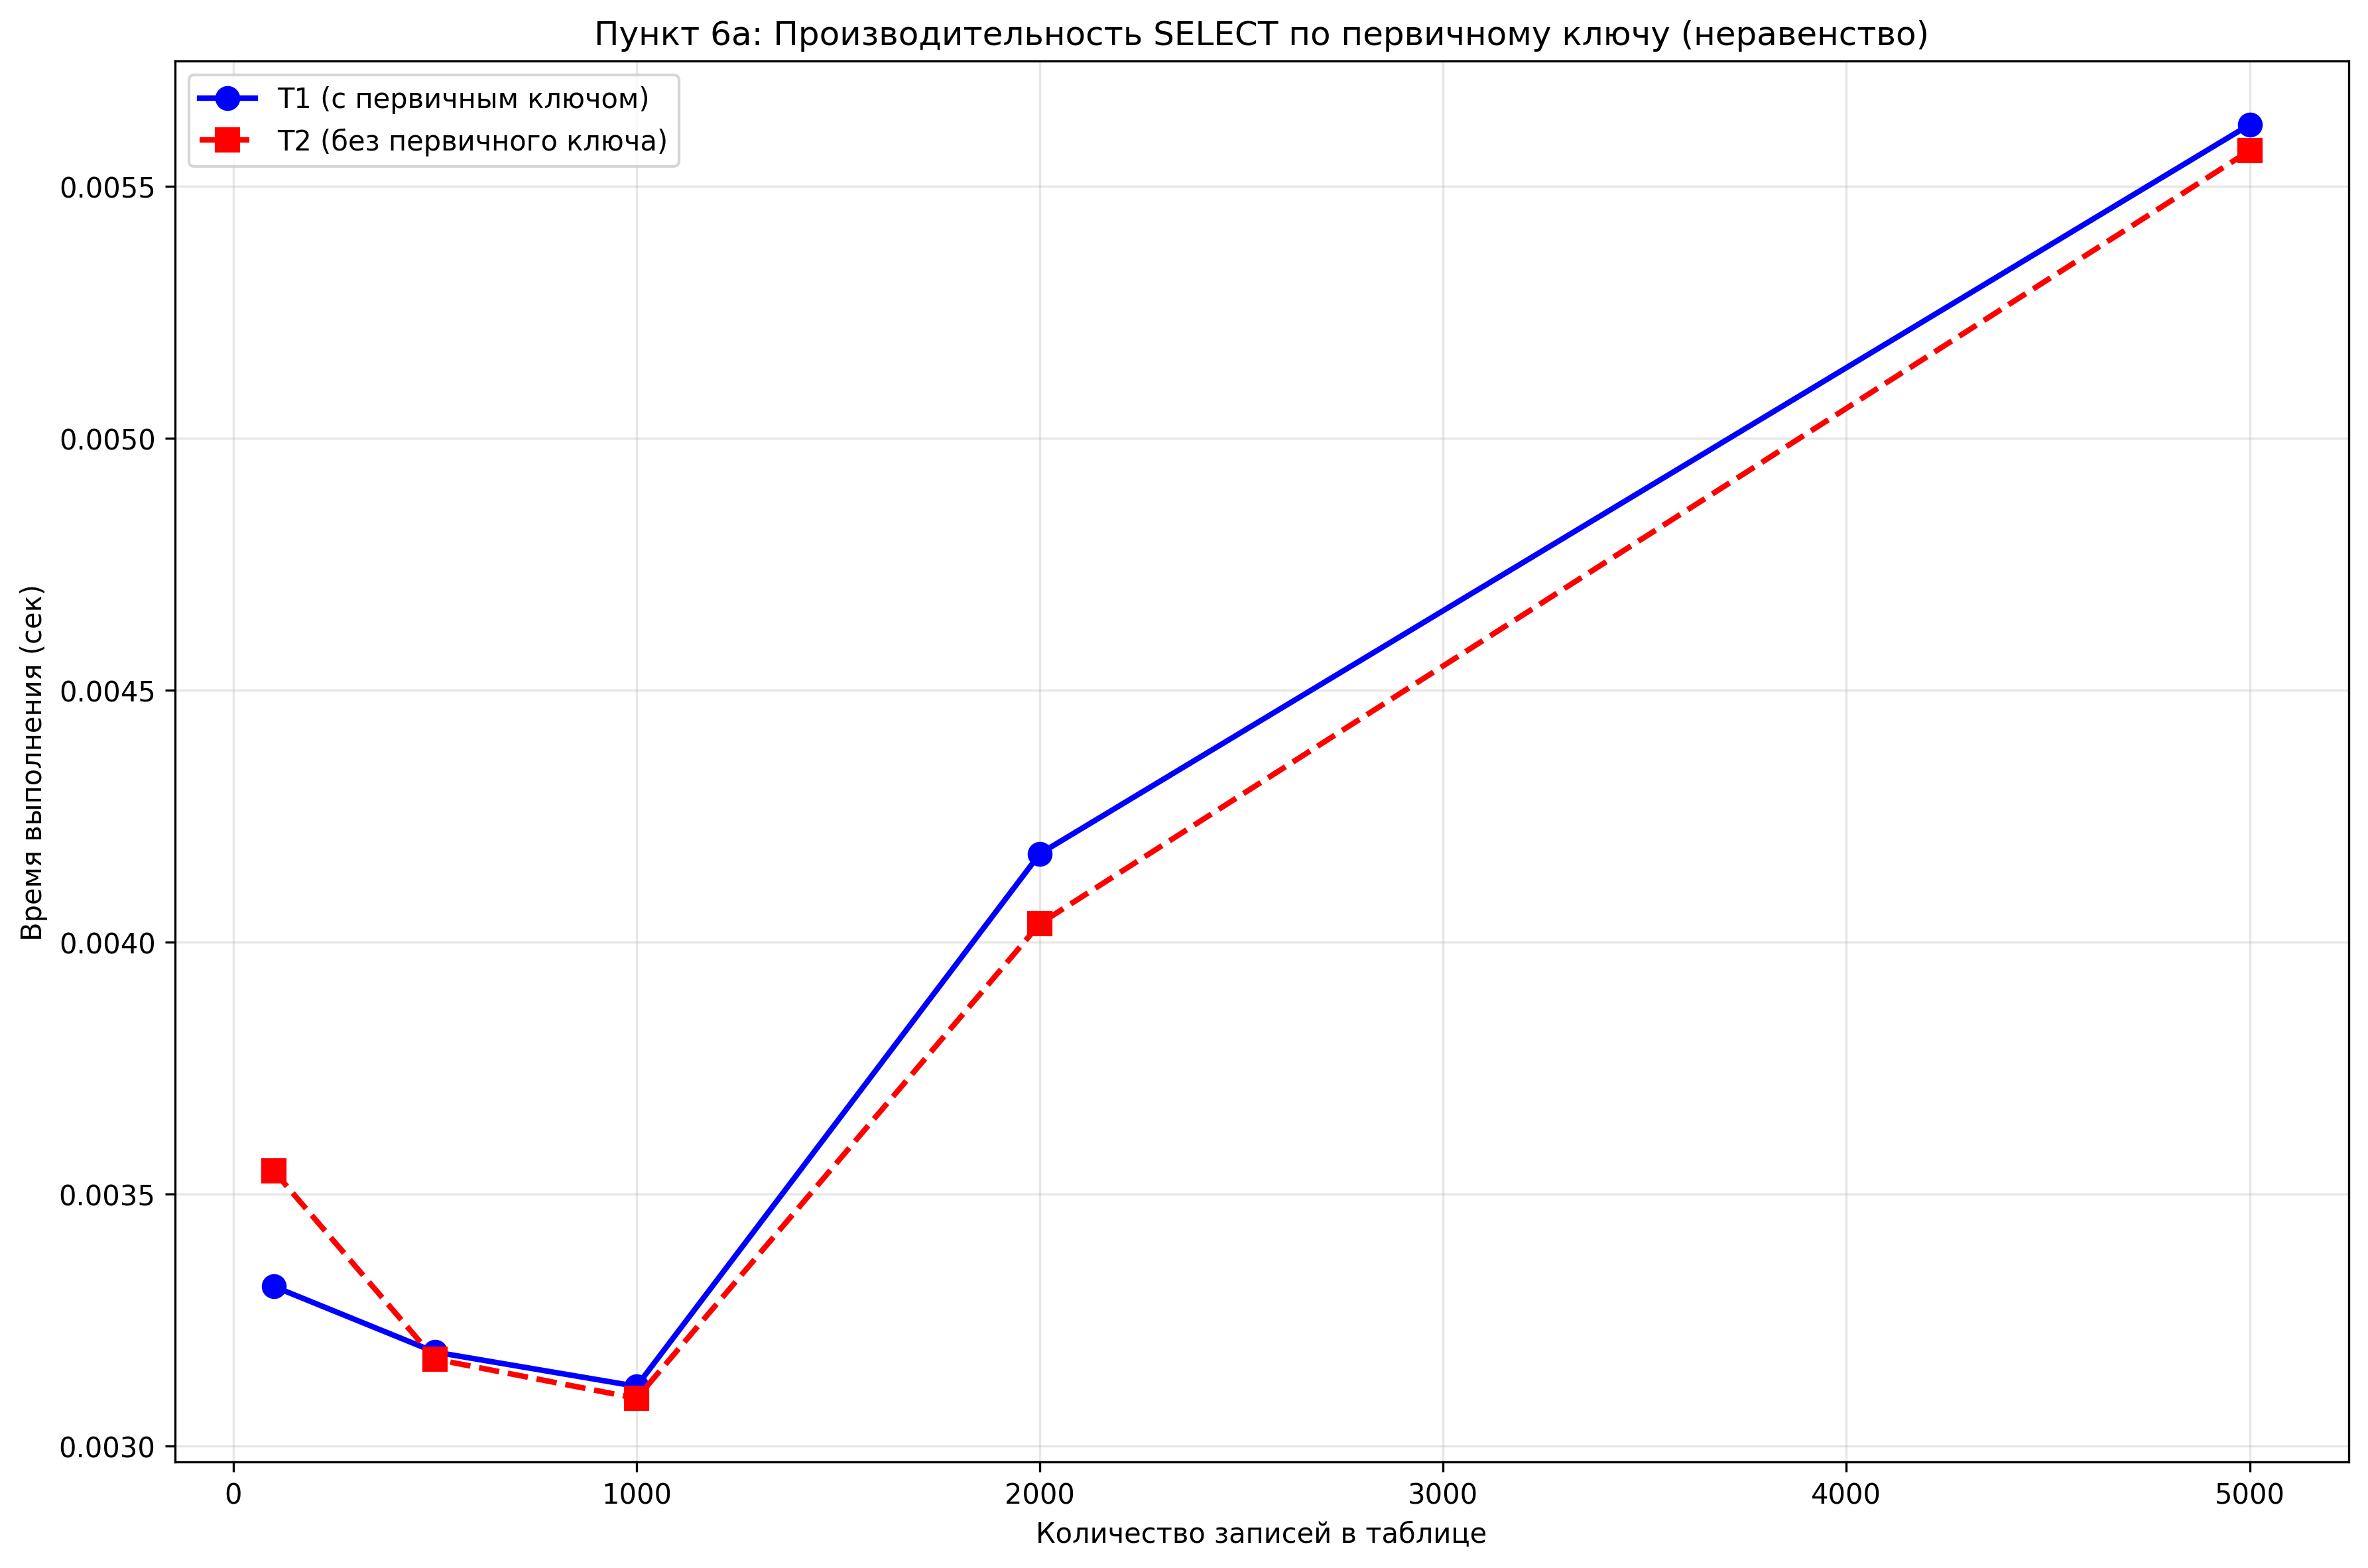 Пункт 6a: Производительность SELECT по первичному ключу (неравенство)
T1 (с первичным ключом)
T2 (без первичного ключа)
0.0055
0.0050
0.0045
0.0040
0.0035
0.0030
Время выполнения (сек)
0 1000 2000 3000 4000 5000
Количество записей в таблице